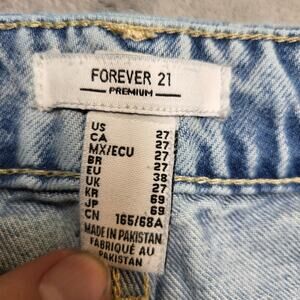 FOREVER 21
PREMIUM
US 27
CA 27
MX/ECU 27
BR 27
EU 38
UK 27
KR 69
JP 69
CN 165/68A
MADE IN PAKISTAN
FABRIQUÉ AU
PAKISTAN